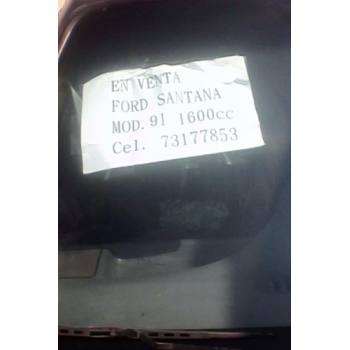 EN VENTA
FORD SANTANA
MOD. 91 1600cc
Cel. 73177853